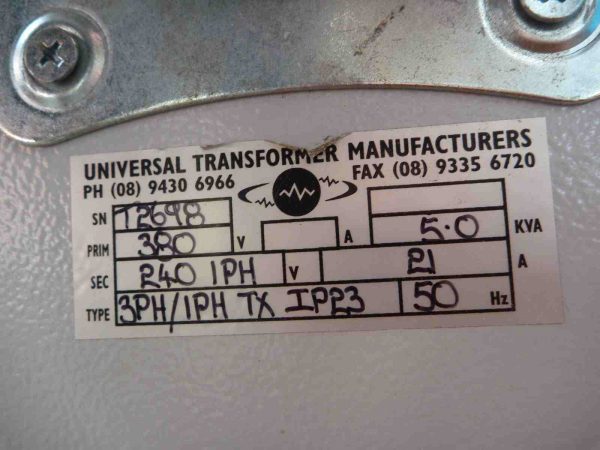 UNIVERSAL TRANSFORMER MANUFACTURERS
PH (08) 9430 6966 FAX (08) 9335 6720
SN T2698
PRIM 380 V A 5.0 KVA
SEC 240 1PH V 21 A
TYPE 3PH/1PH TX IP23 50 Hz